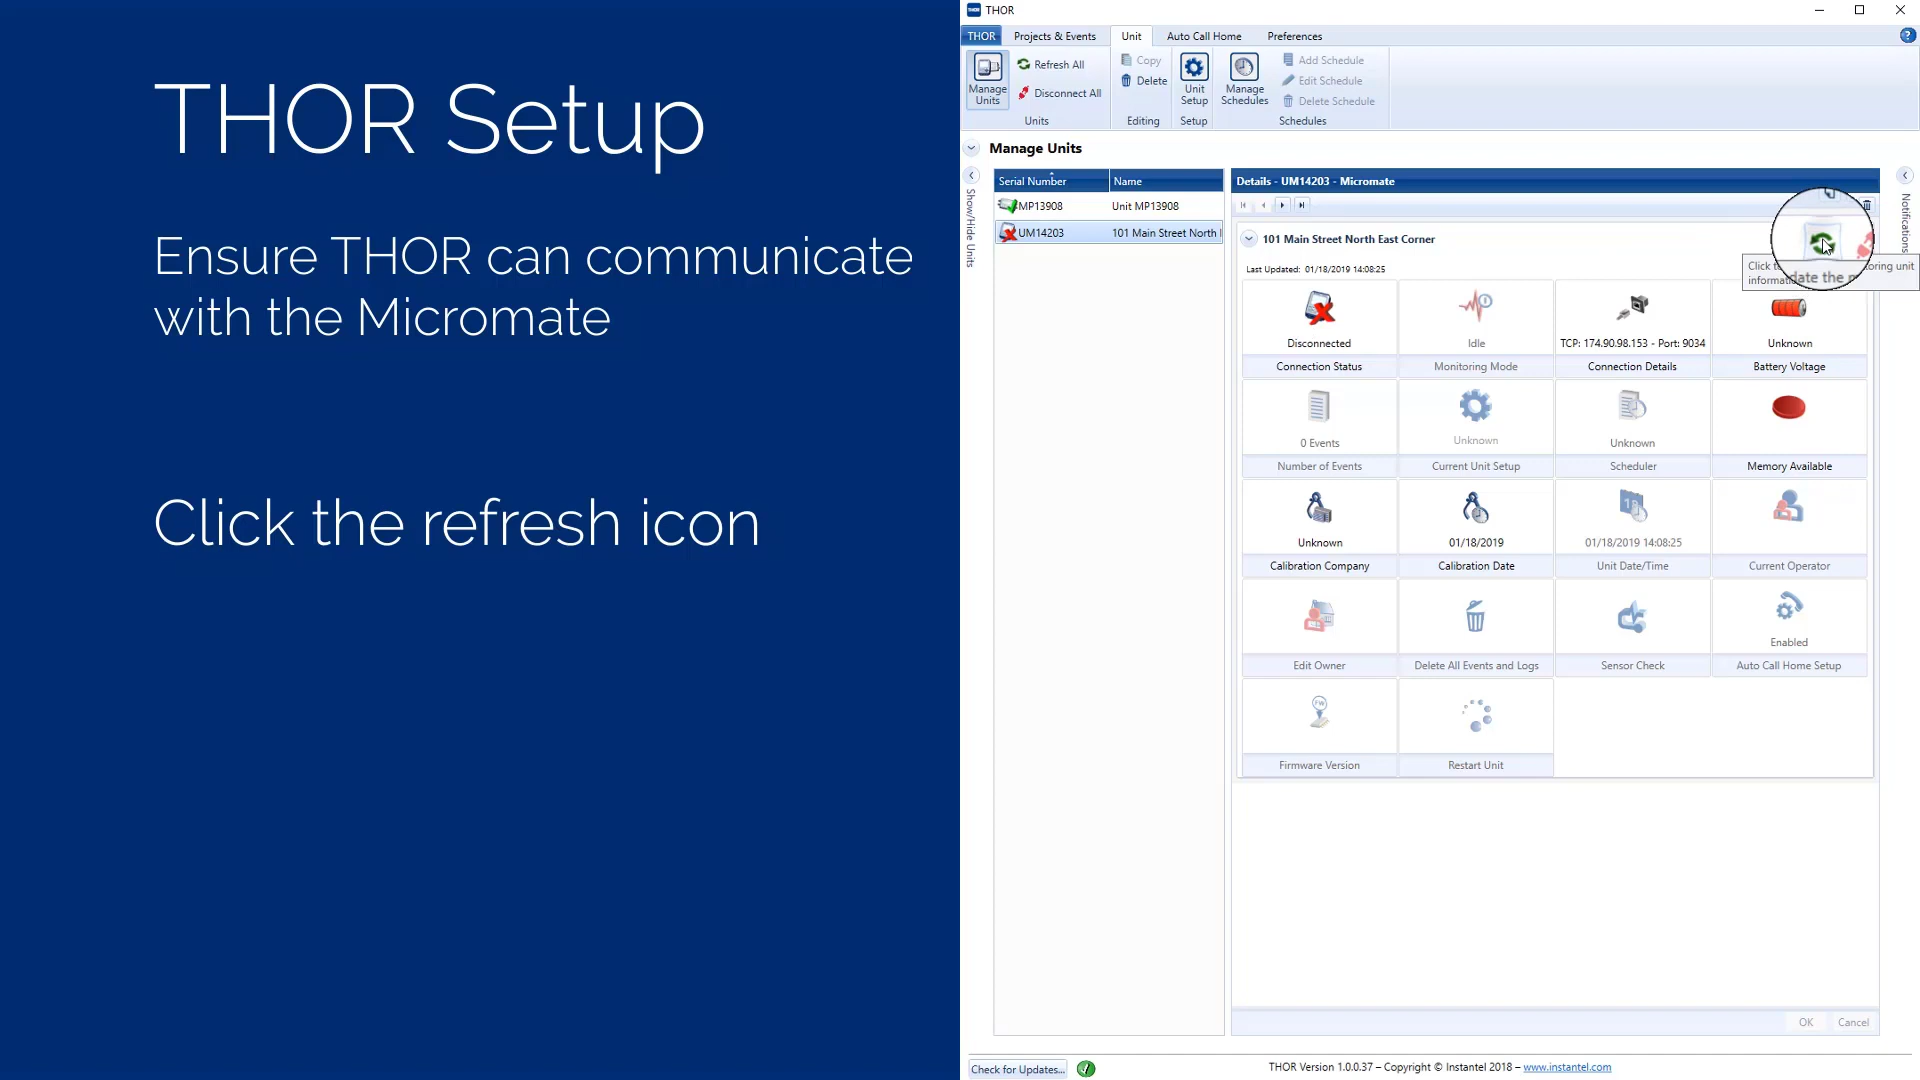 THOR Setup
Ensure THOR can communicate
with the Micromate
Click the refresh icon
THOR
THOR Projects & Events Unit Auto Call Home Preferences
Manage Units
Refresh All
Disconnect All
Units
Copy
Delete
Editing
Unit Setup
Setup
Manage Schedules
Add Schedule
Edit Schedule
Delete Schedule
Schedules
Manage Units
Show/Hide Units
Serial Number Name
MP13908 Unit MP13908
UM14203 101 Main Street North
Details - UM14203 - Micromate
Notifications
101 Main Street North East Corner
Last Updated: 01/18/2019 14:08:25
Click
date the
oring unit
Disconnected Idle TCP: 174.90.98.153 - Port: 9034 Unknown
Connection Status Monitoring Mode Connection Details Battery Voltage
0 Events Unknown Unknown
Number of Events Current Unit Setup Scheduler Memory Available
Unknown 01/18/2019 01/18/2019 14:08:25
Calibration Company Calibration Date Unit Date/Time Current Operator
Enabled
Edit Owner Delete All Events and Logs Sensor Check Auto Call Home Setup
FW
Firmware Version Restart Unit
OK Cancel
Check for Updates... THOR Version 1.0.0.37 – Copyright © Instantel 2018 – www.instantel.com